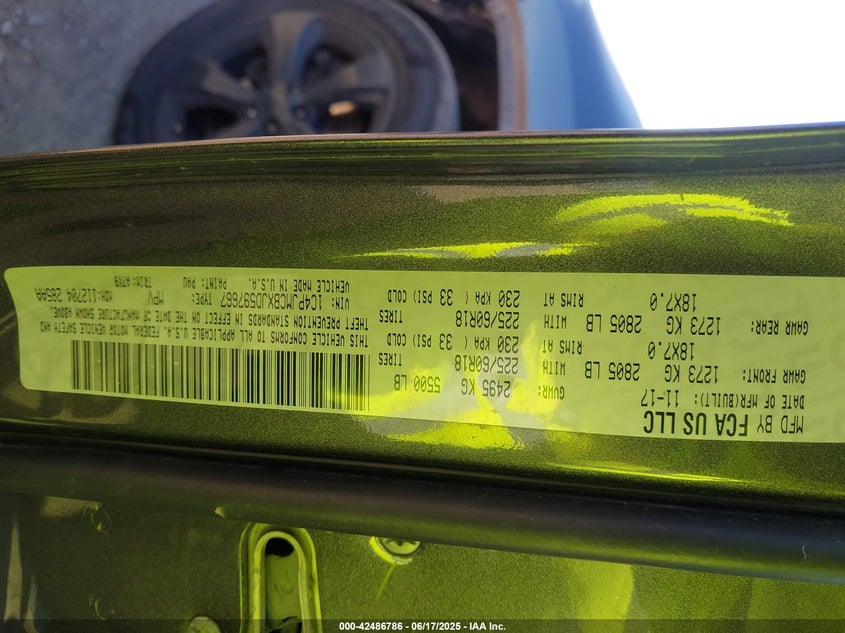 MFD BY FCA US LLC
DATE OF MFR(BUILT): 11-17
GVWR: 2495 KG 5500 LB
GAWR FRONT: 1273 KG 2805 LB WITH TIRES 225/60R18
RIMS AT 18X7.0 230 KPA ( 33 PSI) COLD
GAWR REAR: 1273 KG 2805 LB WITH TIRES 225/60R18
RIMS AT 18X7.0 230 KPA ( 33 PSI) COLD
THIS VEHICLE CONFORMS TO ALL APPLICABLE U.S.A. FEDERAL MOTOR VEHICLE SAFETY AND
THEFT PREVENTION STANDARDS IN EFFECT ON THE DATE OF MANUFACTURE SHOWN ABOVE.
VIN: 1C4PJMCBXJD597667 TYPE: MPV MDH:112704 285AA
VEHICLE MADE IN U.S.A. PAINT: PAU TRIM: A7X9
000-42486786 - 06/17/2025 - IAA Inc.